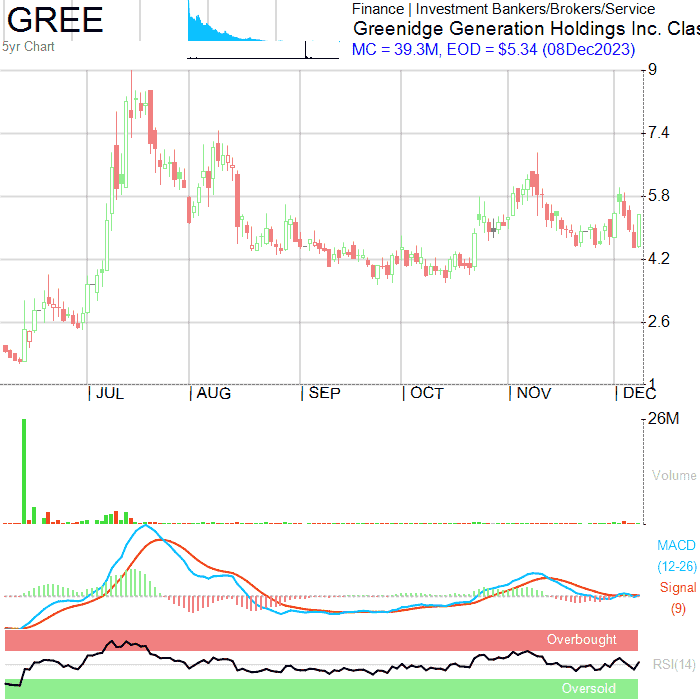 GREE
5yr Chart
Finance | Investment Bankers/Brokers/Service
Greenidge Generation Holdings Inc. Clas
MC = 39.3M, EOD = $5.34 (08Dec2023)
9
7.4
5.8
4.2
2.6
1
| JUL | AUG | SEP | OCT | NOV | DEC
26M
Volume
MACD
(12-26)
Signal
(9)
Overbought
RSI(14)
Oversold